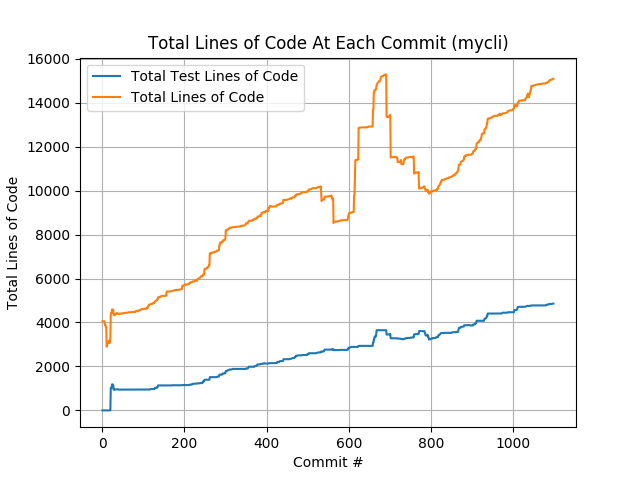 Total Lines of Code At Each Commit (mycli)
Total Test Lines of Code
Total Lines of Code
Total Lines of Code
16000
14000
12000
10000
8000
6000
4000
2000
0
0 200 400 600 800 1000
Commit #